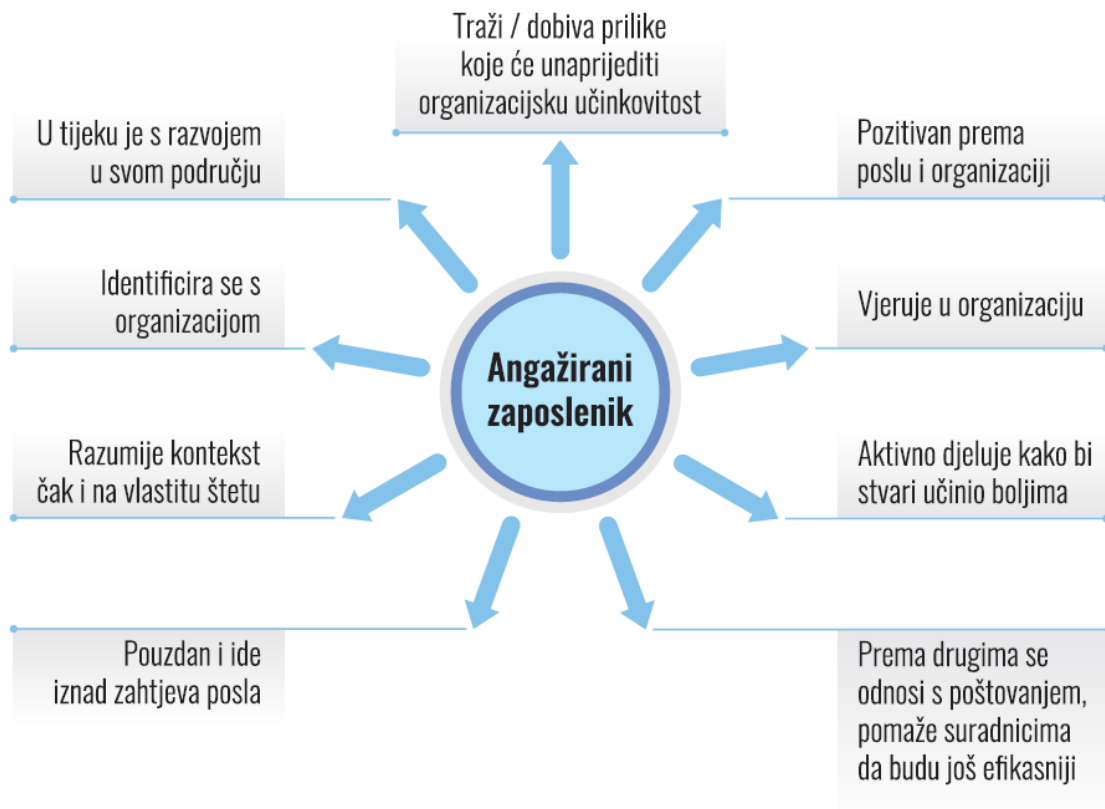 Traži / dobiva prilike
koje će unaprijediti
organizacijsku učinkovitost
U tijeku je s razvojem
u svom području
Pozitivan prema
poslu i organizaciji
Identificira se s
organizacijom
Vjeruje u organizaciju
Angažirani
zaposlenik
Razumije kontekst
čak i na vlastitu štetu
Aktivno djeluje kako bi
stvari učinio boljima
Pouzdan i ide
iznad zahtjeva posla
Prema drugima se
odnosi s poštovanjem,
pomaže suradnicima
da budu još efikasniji